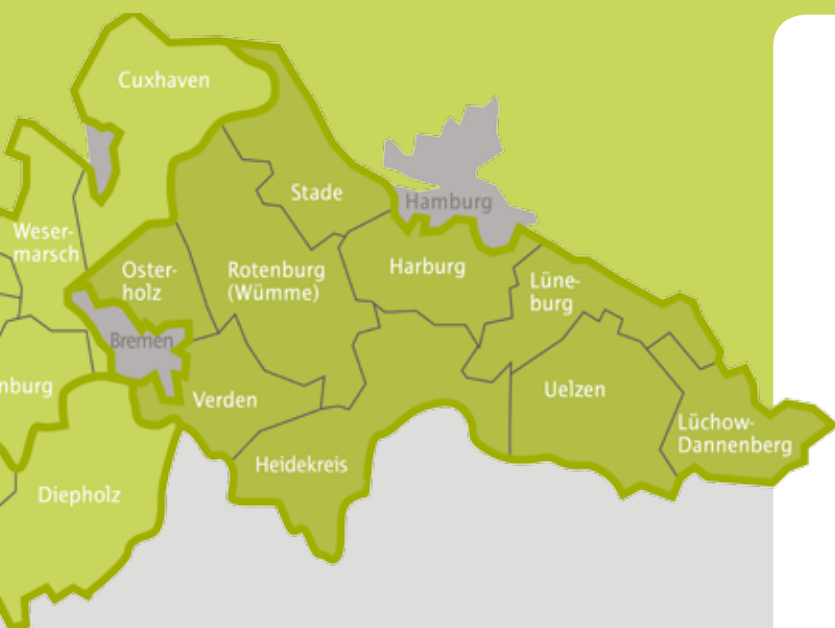 Cuxhaven
Stade
Hamburg
Weser-
marsch
Oster-
holz
Rotenburg
(Wümme)
Harburg
Lüne-
burg
Bremen
nburg
Verden
Uelzen
Lüchow-
Dannenberg
Heidekreis
Diepholz